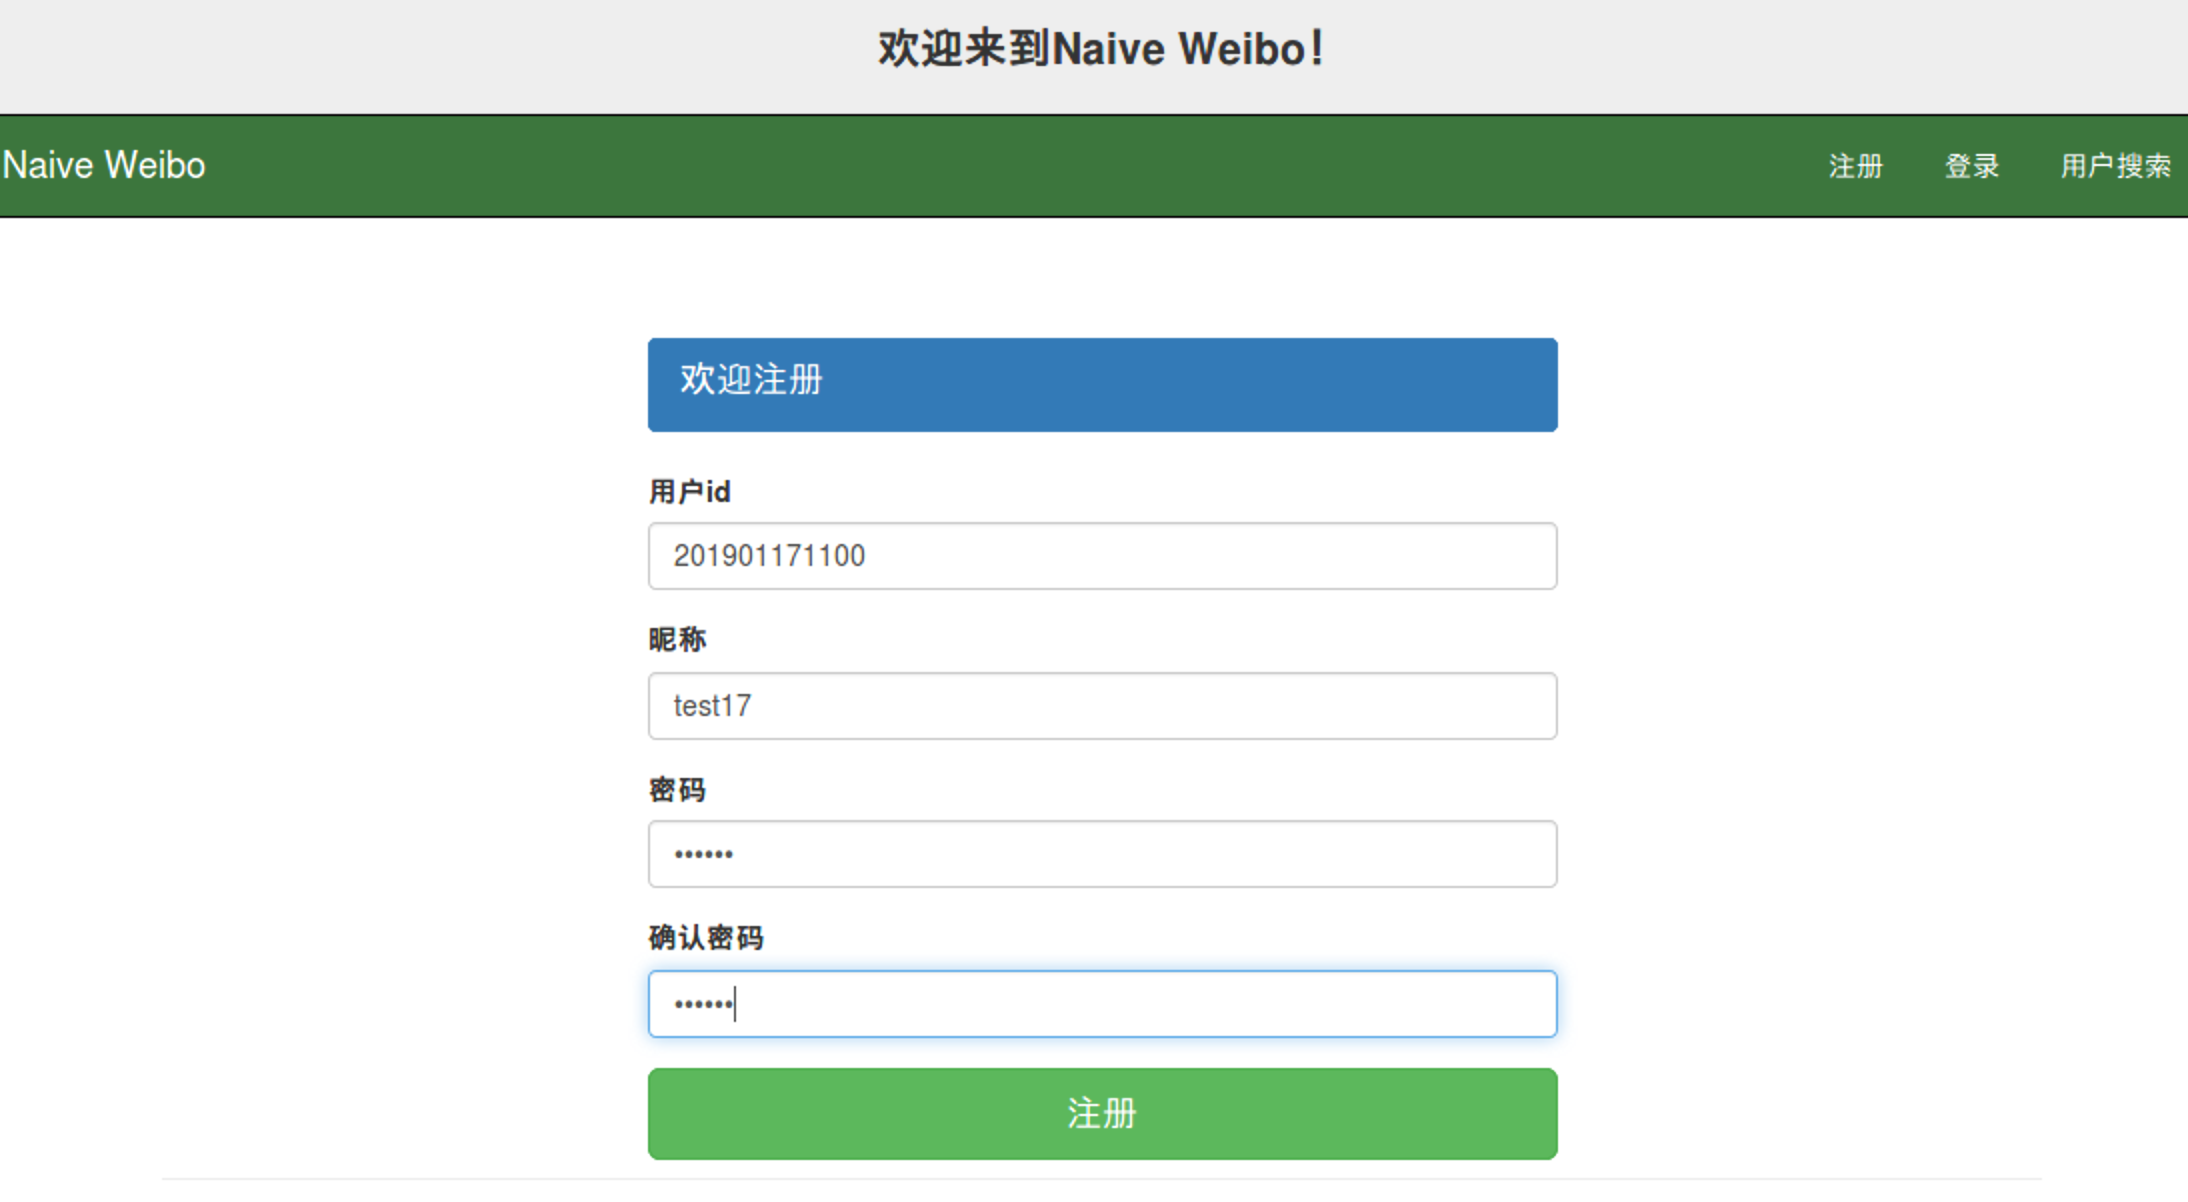 欢迎来到Naive Weibo!
Naive Weibo 注册 登录 用户搜索
欢迎注册
用户id
201901171100
昵称
test17
密码
••••••
确认密码
••••••
注册